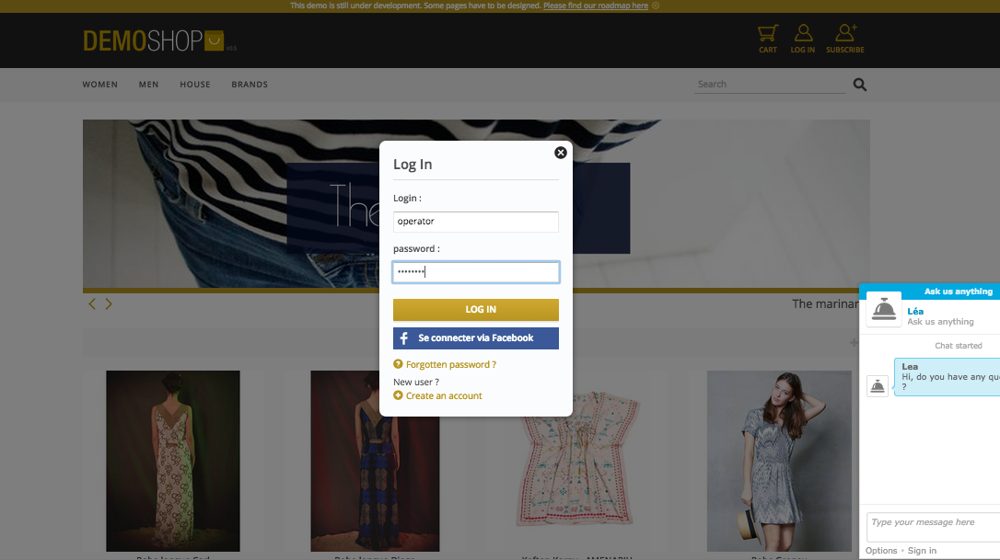 This demo is still under development. Some pages have to be designed. Please find our roadmap here
DEMOSHOP
CART
LOG IN
SUBSCRIBE
WOMEN
MEN
HOUSE
BRANDS
Search
The
Log In
Login :
operator
password :
••••••••
LOG IN
f Se connecter via Facebook
Forgotten password ?
New user ?
Create an account
The marinar
Ask us anything
Léa
Ask us anything
Chat started
Lea
Hi, do you have any qu
?
Type your message here
Options • Sign in